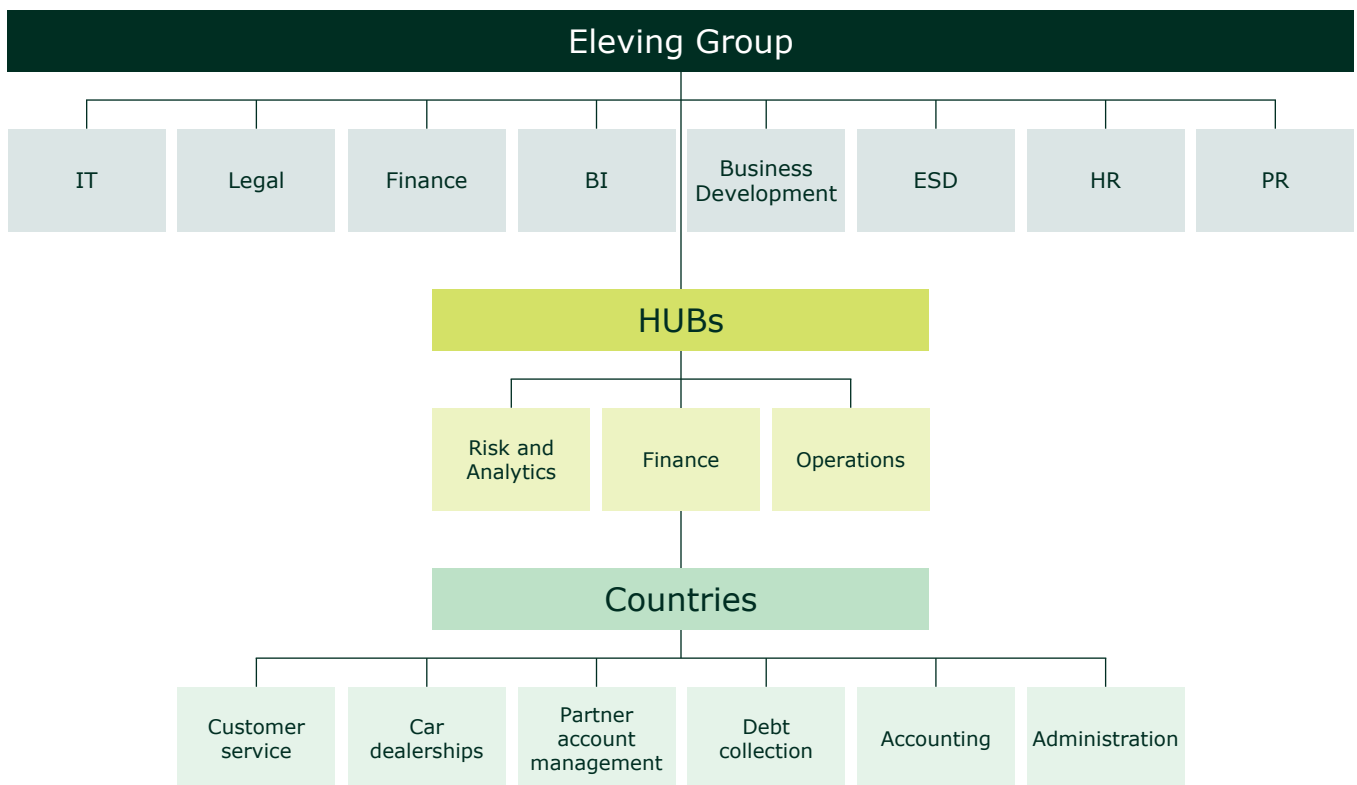 Eleving Group
IT
Legal
Finance
BI
Business
Development
ESD
HR
PR
HUBs
Risk and
Analytics
Finance
Operations
Countries
Customer
service
Car
dealerships
Partner
account
management
Debt
collection
Accounting
Administration